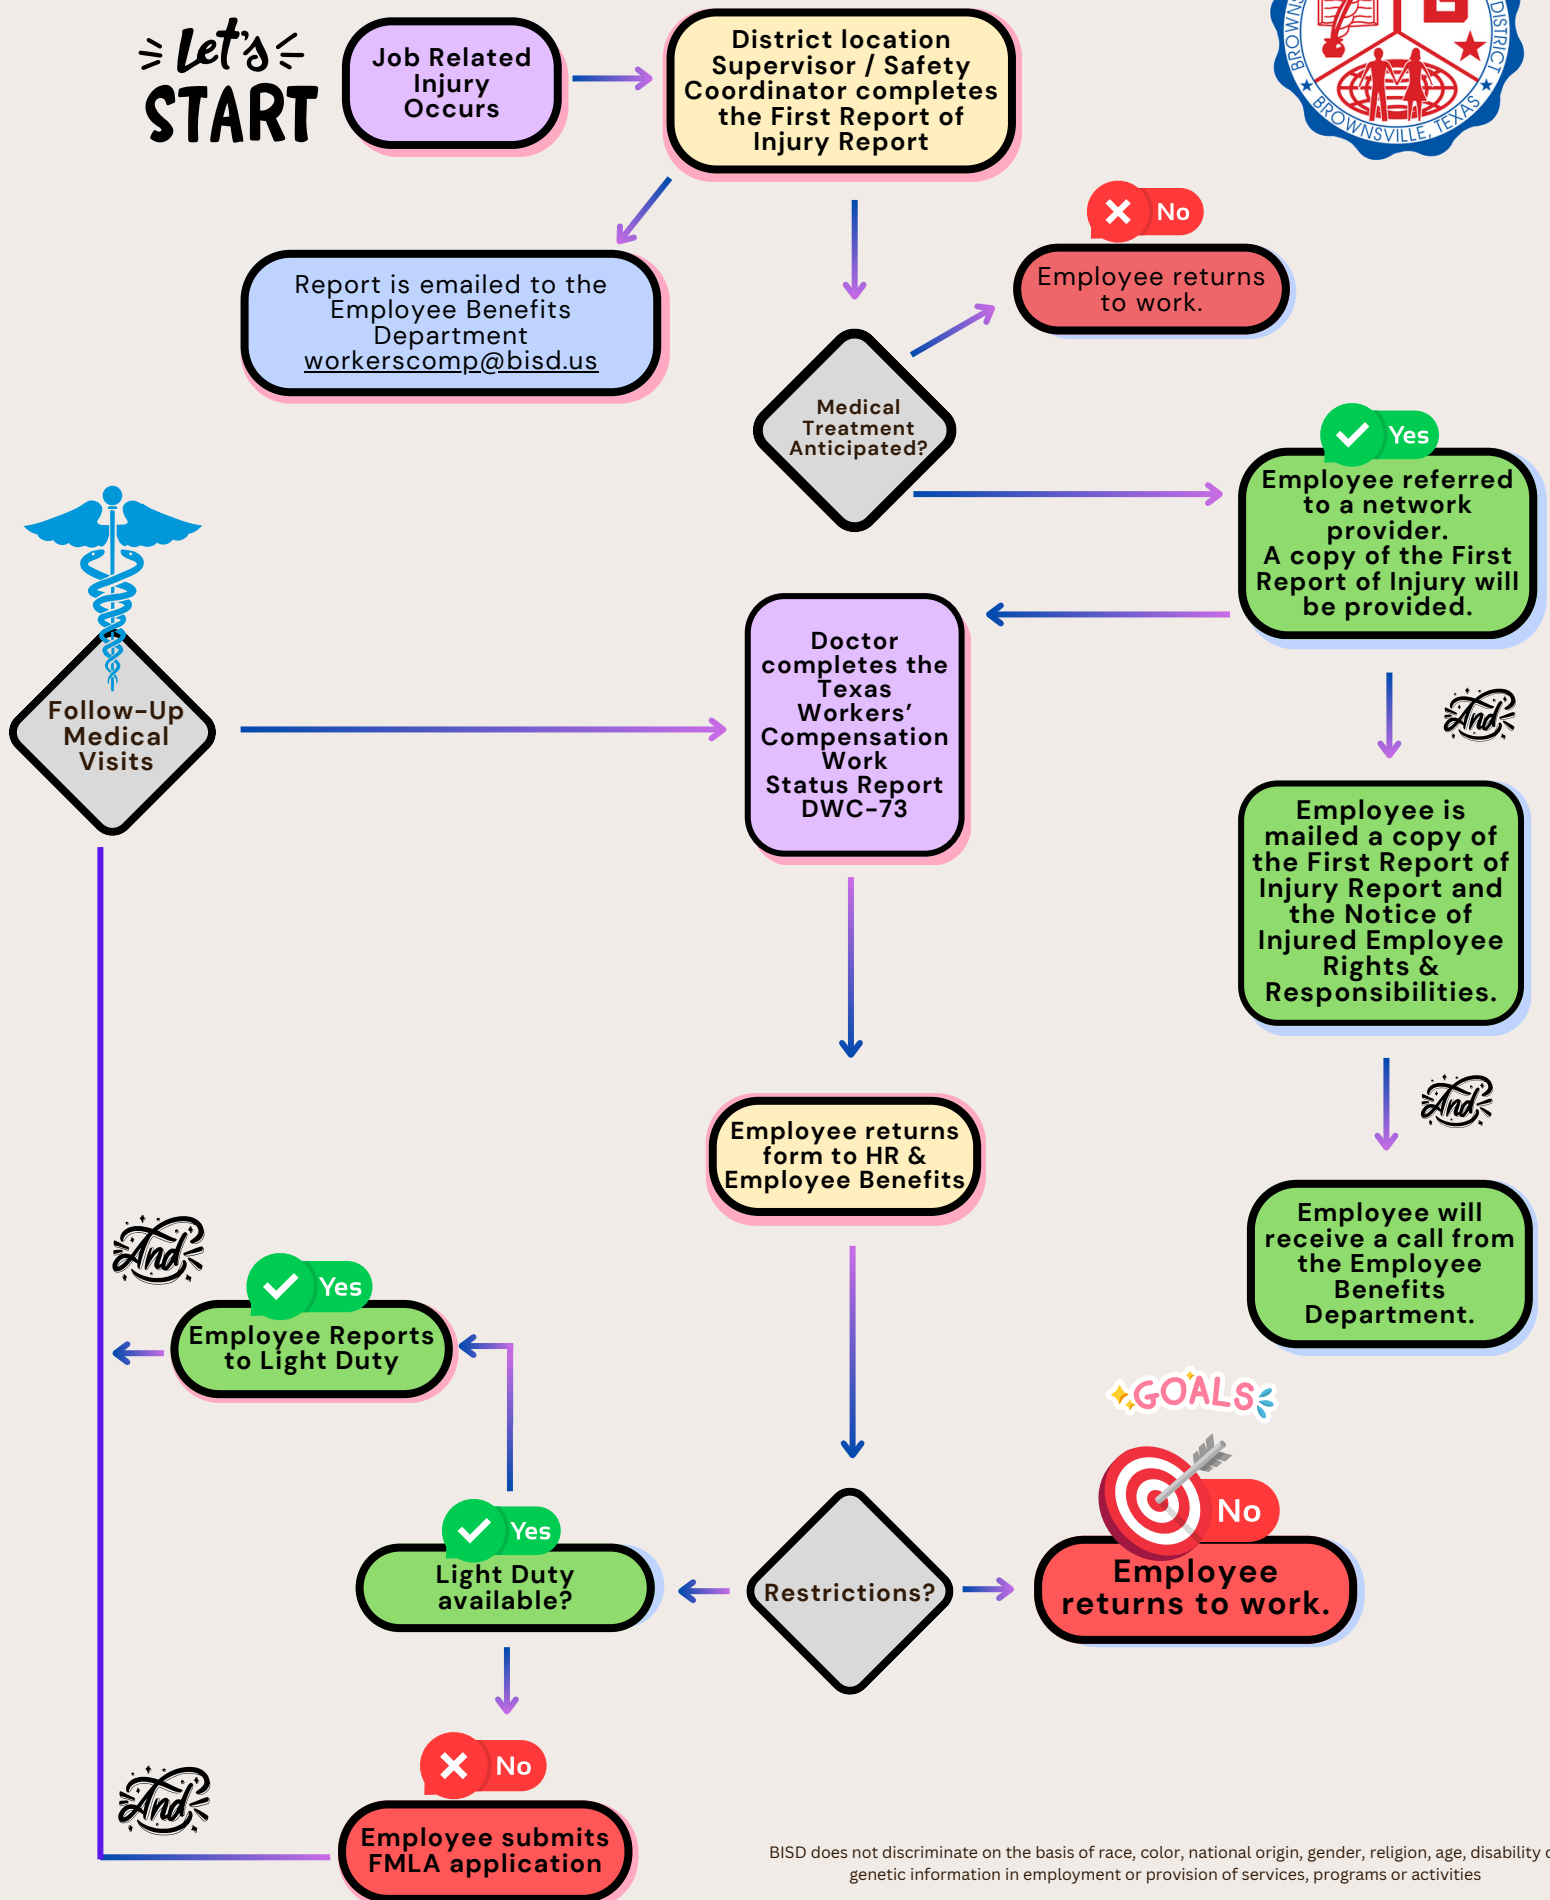 Let's
START
Job Related
Injury
Occurs
District location
Supervisor / Safety
Coordinator completes
the First Report of
Injury Report
DISTRICT
BROWNSVILLE, TEXAS
Report is emailed to the
Employee Benefits
Department
workerscomp@bisd.us
No
Employee returns
to work.
Medical
Treatment
Anticipated?
Yes
Employee referred
to a network
provider.
A copy of the First
Report of Injury will
be provided.
Follow-Up
Medical
Visits
Doctor
completes the
Texas
Workers’
Compensation
Work
Status Report
DWC-73
And
Employee is
mailed a copy of
the First Report of
Injury Report and
the Notice of
Injured Employee
Rights &
Responsibilities.
And
Employee will
receive a call from
the Employee
Benefits
Department.
Employee returns
form to HR &
Employee Benefits
And
Yes
Employee Reports
to Light Duty
GOALS
No
Employee
returns to work.
Restrictions?
Yes
Light Duty
available?
No
Employee submits
FMLA application
And
BISD does not discriminate on the basis of race, color, national origin, gender, religion, age, disability
genetic information in employment or provision of services, programs or activities